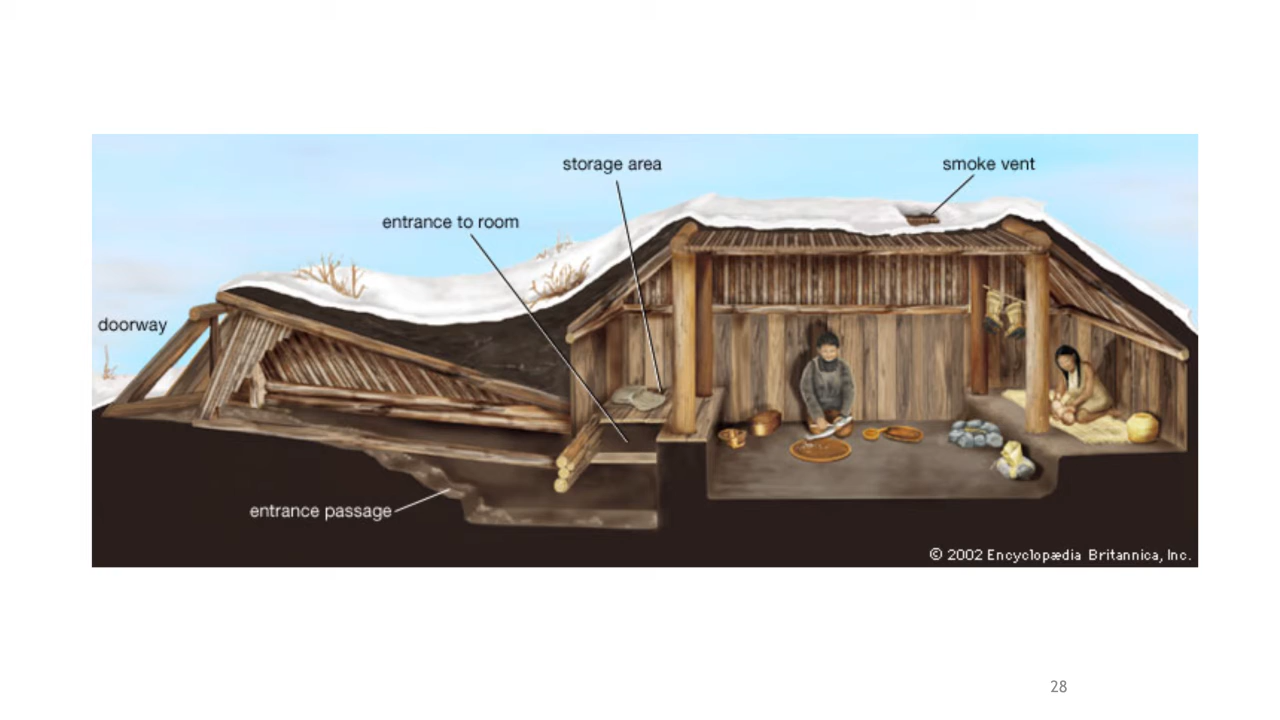 storage area
smoke vent
entrance to room
doorway
entrance passage
© 2002 Encyclopædia Britannica, Inc.
28